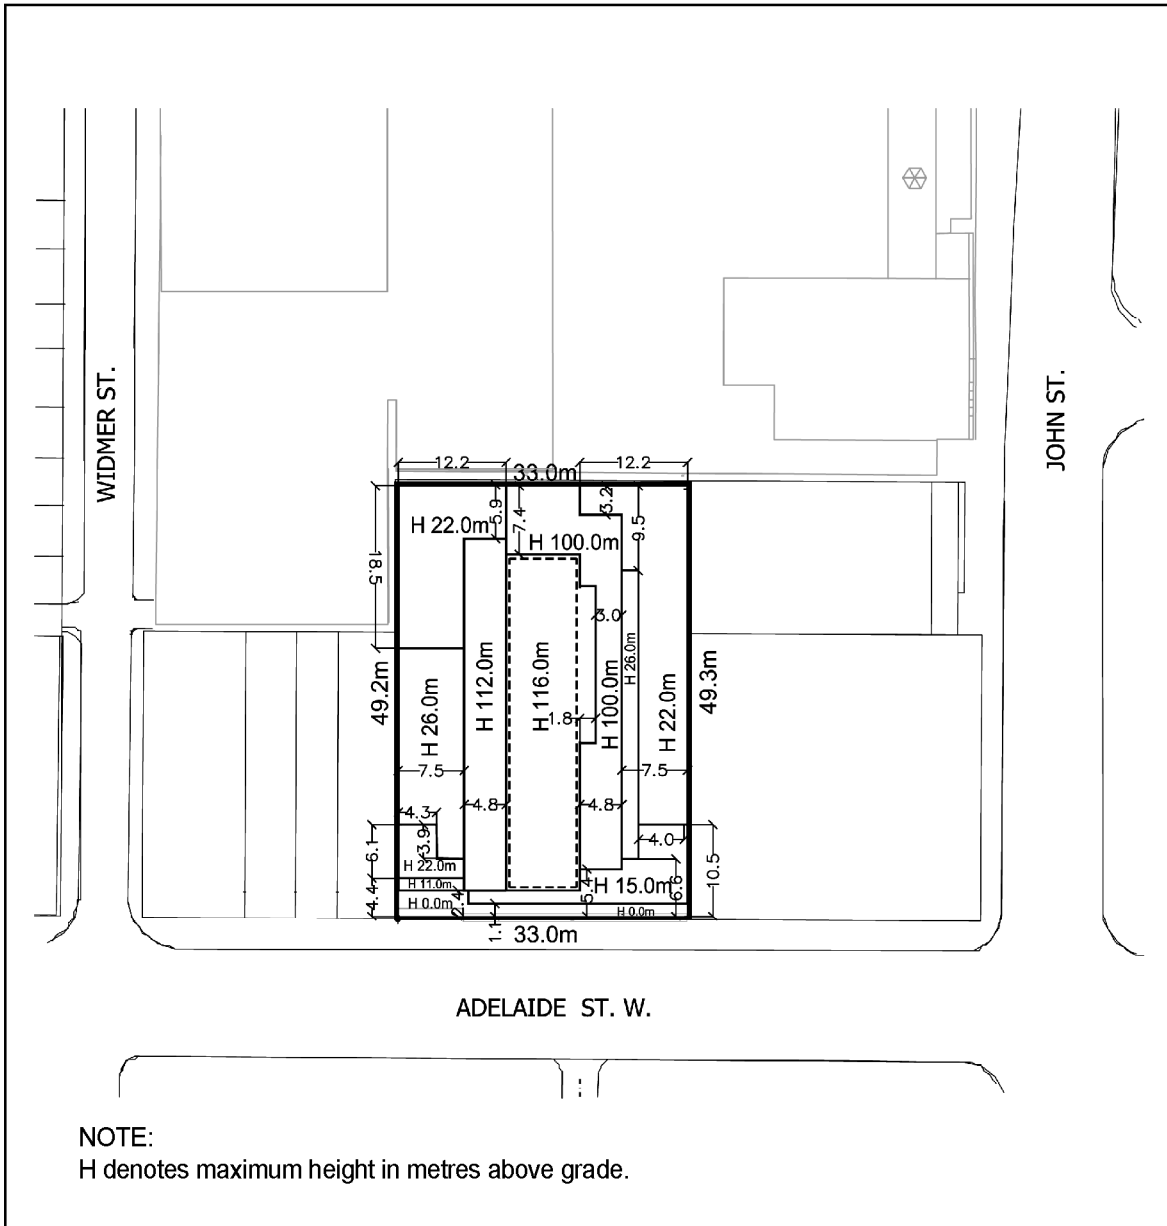 WIDMER ST.
JOHN ST.
12.2
33.0m
12.2
5.9
7.4
3.2
9.5
H 22.0m
H 100.0m
18.5
3.0
H 26.0m
49.2m
H 26.0m
H 112.0m
H 116.0m
1.8
H 100.0m
H 22.0m
49.3m
7.5
7.5
4.3
4.8
4.8
3.9
6.1
4.0
10.5
H 22.0m
H 11.0m
4.4
2.4
5.4
H 15.0m
6.6
H 0.0m
H 0.0m
1.1
33.0m
ADELAIDE ST. W.
NOTE:
H denotes maximum height in metres above grade.